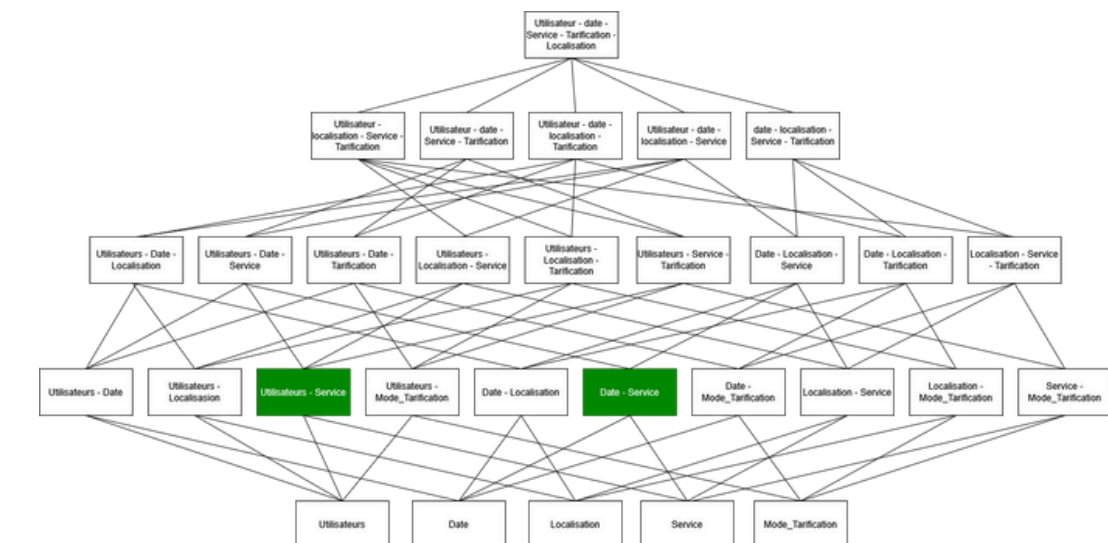 Utilisateur - date -
Service - Tarification -
Localisation
Utilisateur -
localisation - Service -
Tarification
Utilisateur - date -
Service - Tarification
Utilisateur - date -
localisation -
Tarification
Utilisateur - date -
localisation - Service
date - localisation -
Service - Tarification
Utilisateurs - Date -
Localisation
Utilisateurs - Date -
Service
Utilisateurs - Date -
Tarification
Utilisateurs -
Localisation - Service
Utilisateurs -
Localisation -
Tarification
Utilisateurs - Service -
Tarification
Date - Localisation -
Service
Date - Localisation -
Tarification
Localisation - Service
- Tarification
Utilisateurs - Date
Utilisateurs -
Localisasion
Utilisateurs - Service
Utilisateurs -
Mode_Tarification
Date - Localisation
Date - Service
Date -
Mode_Tarification
Localisation - Service
Localisation -
Mode_Tarification
Service -
Mode_Tarification
Utilisateurs
Date
Localisation
Service
Mode_Tarification